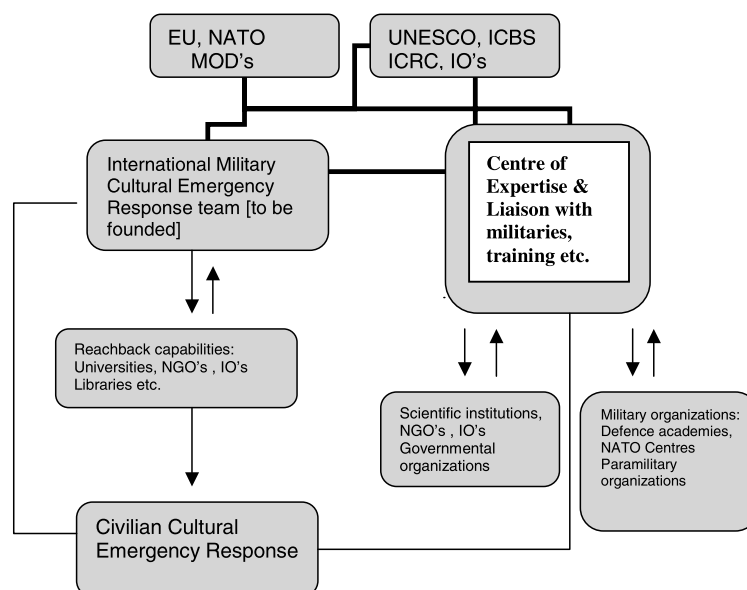 EU, NATO
MOD's
UNESCO, ICBS
ICRC, IO's
International Military
Cultural Emergency
Response team [to be
founded]
Centre of
Expertise &
Liaison with
militaries,
training etc.
Reachback capabilities:
Universities, NGO's , IO's
Libraries etc.
Scientific institutions,
NGO's , IO's
Governmental
organizations
Military organizations:
Defence academies,
NATO Centres
Paramilitary
organizations
Civilian Cultural
Emergency Response